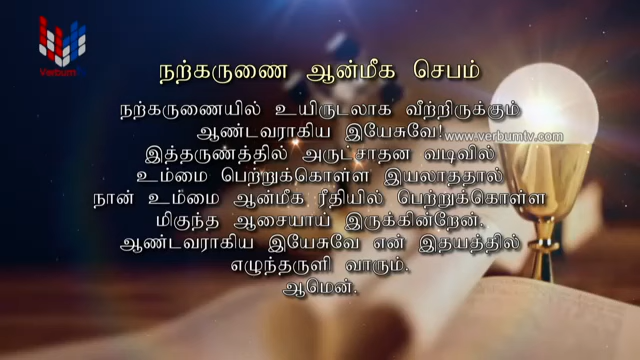 Verbum
நற்கருணை ஆன்மீக செபம்
நற்கருணையில் உயிருடலாக வீற்றிருக்கும்
ஆண்டவராகிய இயேசுவே!
www.verbumtv.com
இத்தருண்த்தில் அருட்சாதன வடிவில்
உம்மை பெற்றுக்கொள்ள இயலாததால்
நான் உம்மை ஆன்மீக ரீதியில் பெற்றுக்கொள்ள
மிகுந்த ஆசையாய் இருக்கின்றேன்.
ஆண்டவராகிய இயேசுவே என் இதயத்தில்
எழுந்தருளி வாரும்.
ஆமென்.